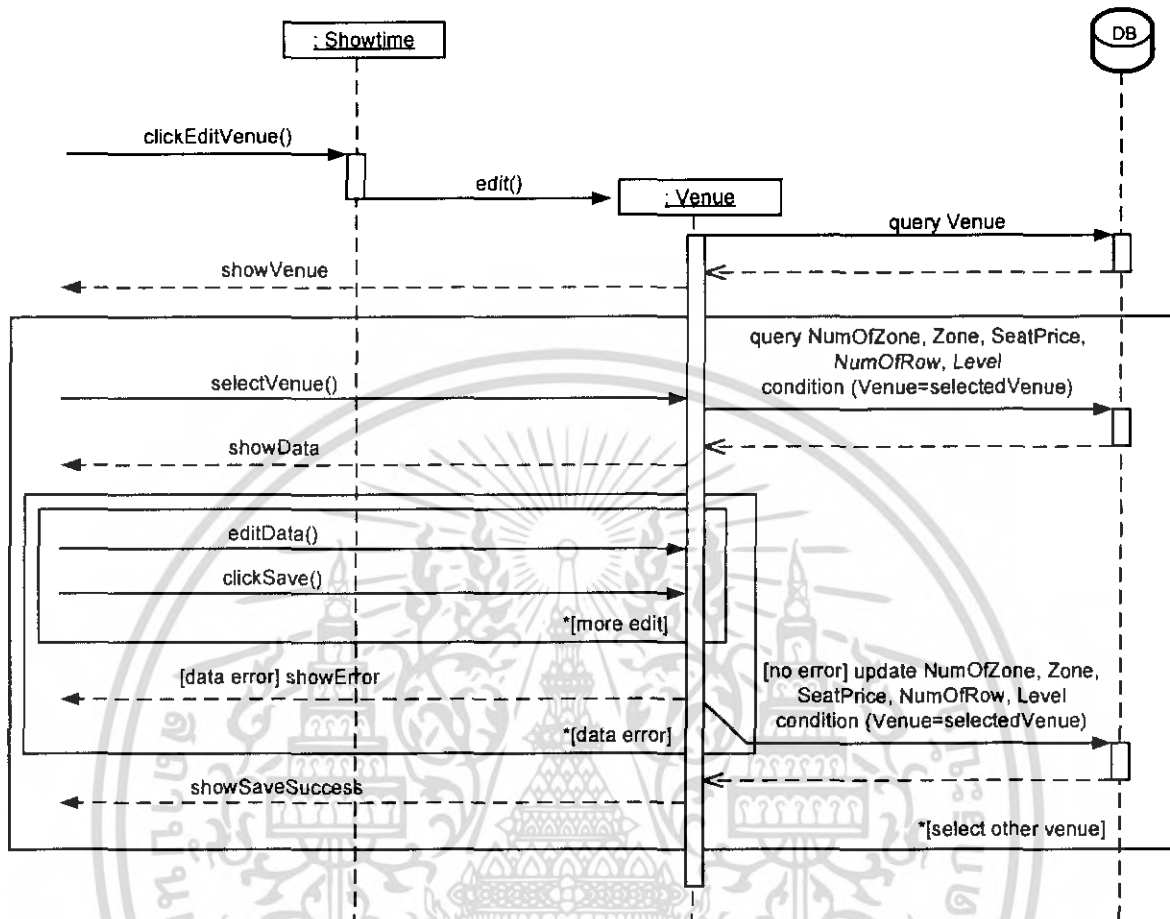 : Showtime
DB
clickEditVenue()
edit()
: Venue
query Venue
showVenue
query NumOfZone, Zone, SeatPrice,
NumOfRow, Level
condition (Venue=selectedVenue)
selectVenue()
showData
editData()
clickSave()
*[more edit]
[data error] showError
[no error] update NumOfZone, Zone,
SeatPrice, NumOfRow, Level
condition (Venue=selectedVenue)
*[data error]
showSaveSuccess
*[select other venue]